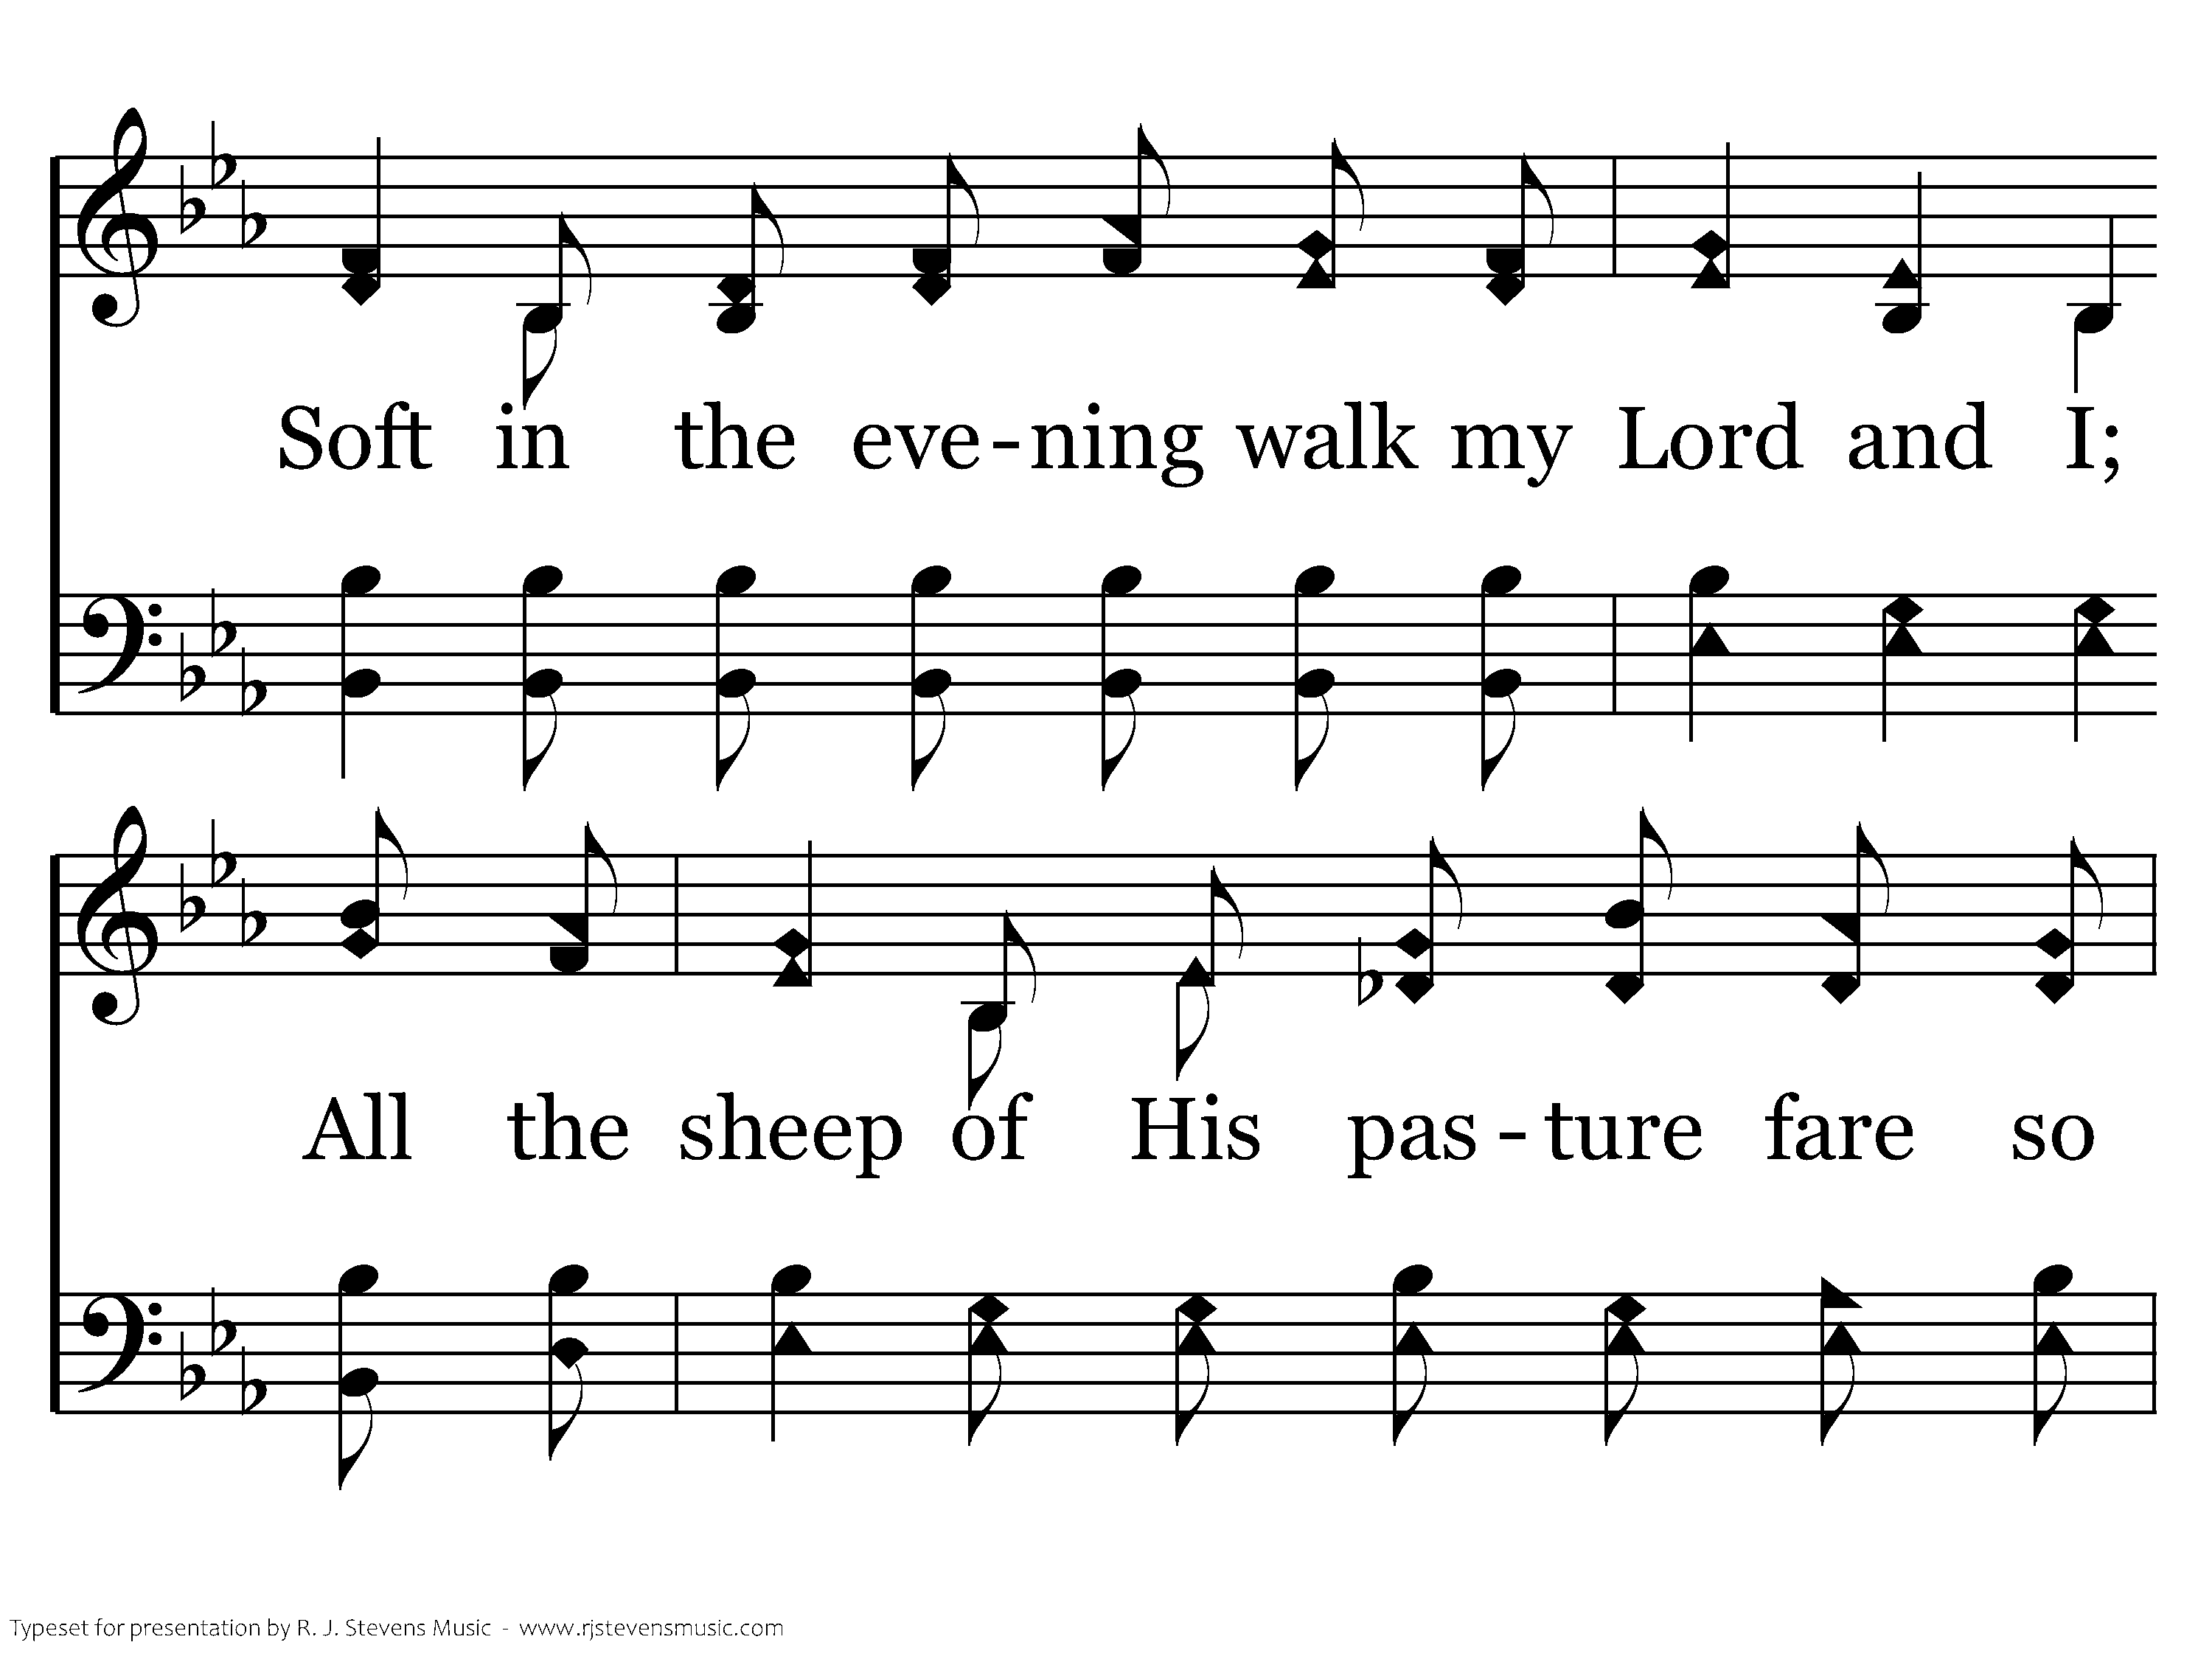 Soft in the eve-ning walk my Lord and I;
All the sheep of His pas-ture fare so
Typeset for presentation by R. J. Stevens Music - www.rjstevensmusic.com